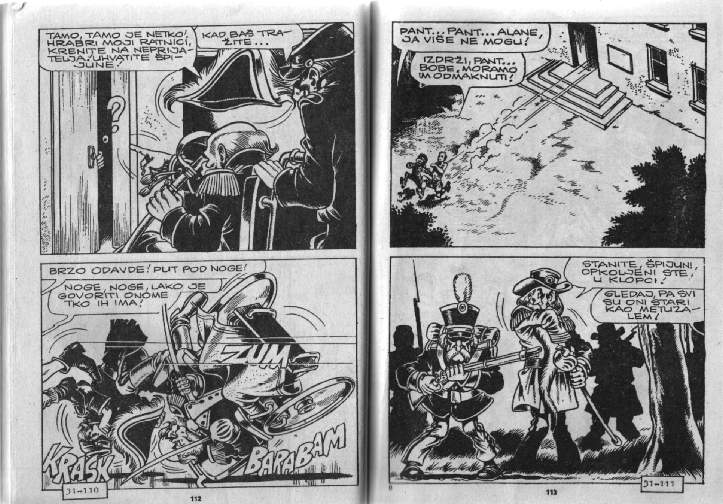 TAMO, TAMO JE NETKO!
HRABRI MOJI RATNICI,
KRENITE NA NEPRIJA-
TELJA! UHVATITE ŠPI-
JUNE!
KAD BAŠ TRA-
ŽITE...
?
BRZO ODAVDE! PUT POD NOGE!
NOGE, NOGE, LAKO JE
GOVORITI ONOME
TKO IH IMA!
ZUM
KRASK
BARABAM
31-110
112
PANT... PANT... ALANE,
JA VIŠE NE MOGU!
IZDRŽI, PANT...
BOBE, MORAMO
IM ODMAKNUTI!
STANITE, ŠPIJUNI,
OPKOLJENI STE,
U KLOPCI!
GLEDAJ, PA SVI
SU ONI STARI
KAO METUZA-
LEM!
31-111
113